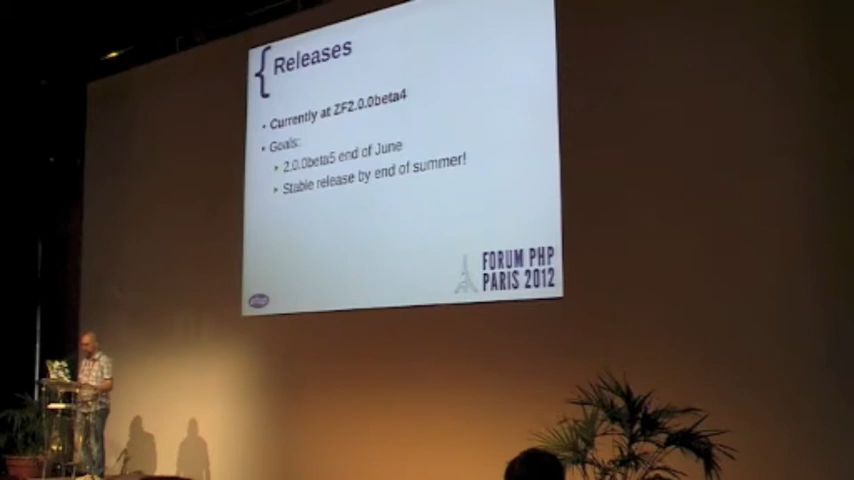 { Releases
• Currently at ZF2.0.0beta4
• Goals:
‣ 2.0.0beta5 end of June
‣ Stable release by end of summer!
FORUM PHP
PARIS 2012